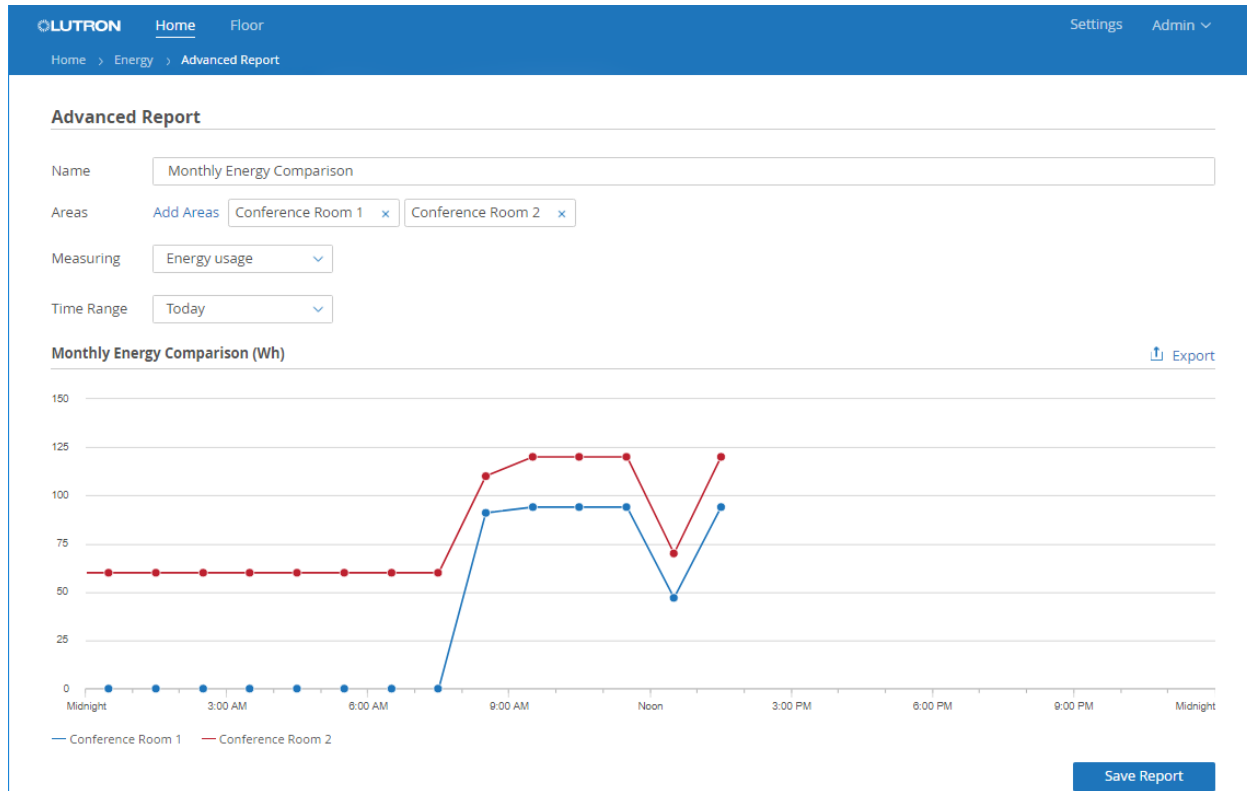 LUTRON Home Floor Settings Admin
Home > Energy > Advanced Report
Advanced Report
Name Monthly Energy Comparison
Areas Add Areas Conference Room 1 × Conference Room 2 ×
Measuring Energy usage
Time Range Today
Monthly Energy Comparison (Wh) Export
150
125
100
75
50
25
0
Midnight 3:00 AM 6:00 AM 9:00 AM Noon 3:00 PM 6:00 PM 9:00 PM Midnight
Conference Room 1 Conference Room 2
Save Report